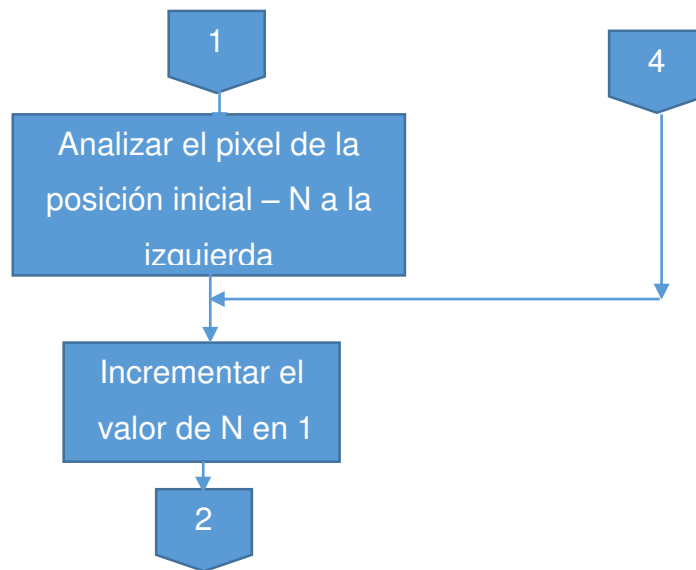 1
4
Analizar el pixel de la
posición inicial – N a la
izquierda
Incrementar el
valor de N en 1
2